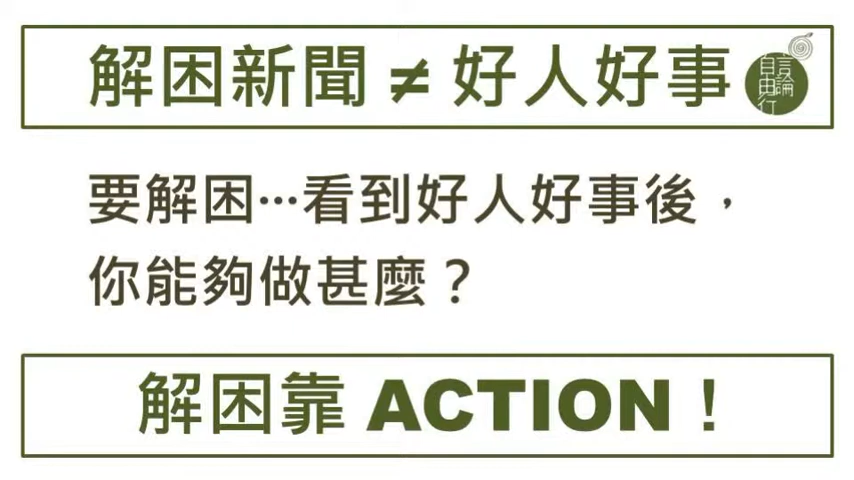 解困新聞 ≠ 好人好事
自由行
言論
要解困…看到好人好事後，
你能夠做甚麼？
解困靠 ACTION！